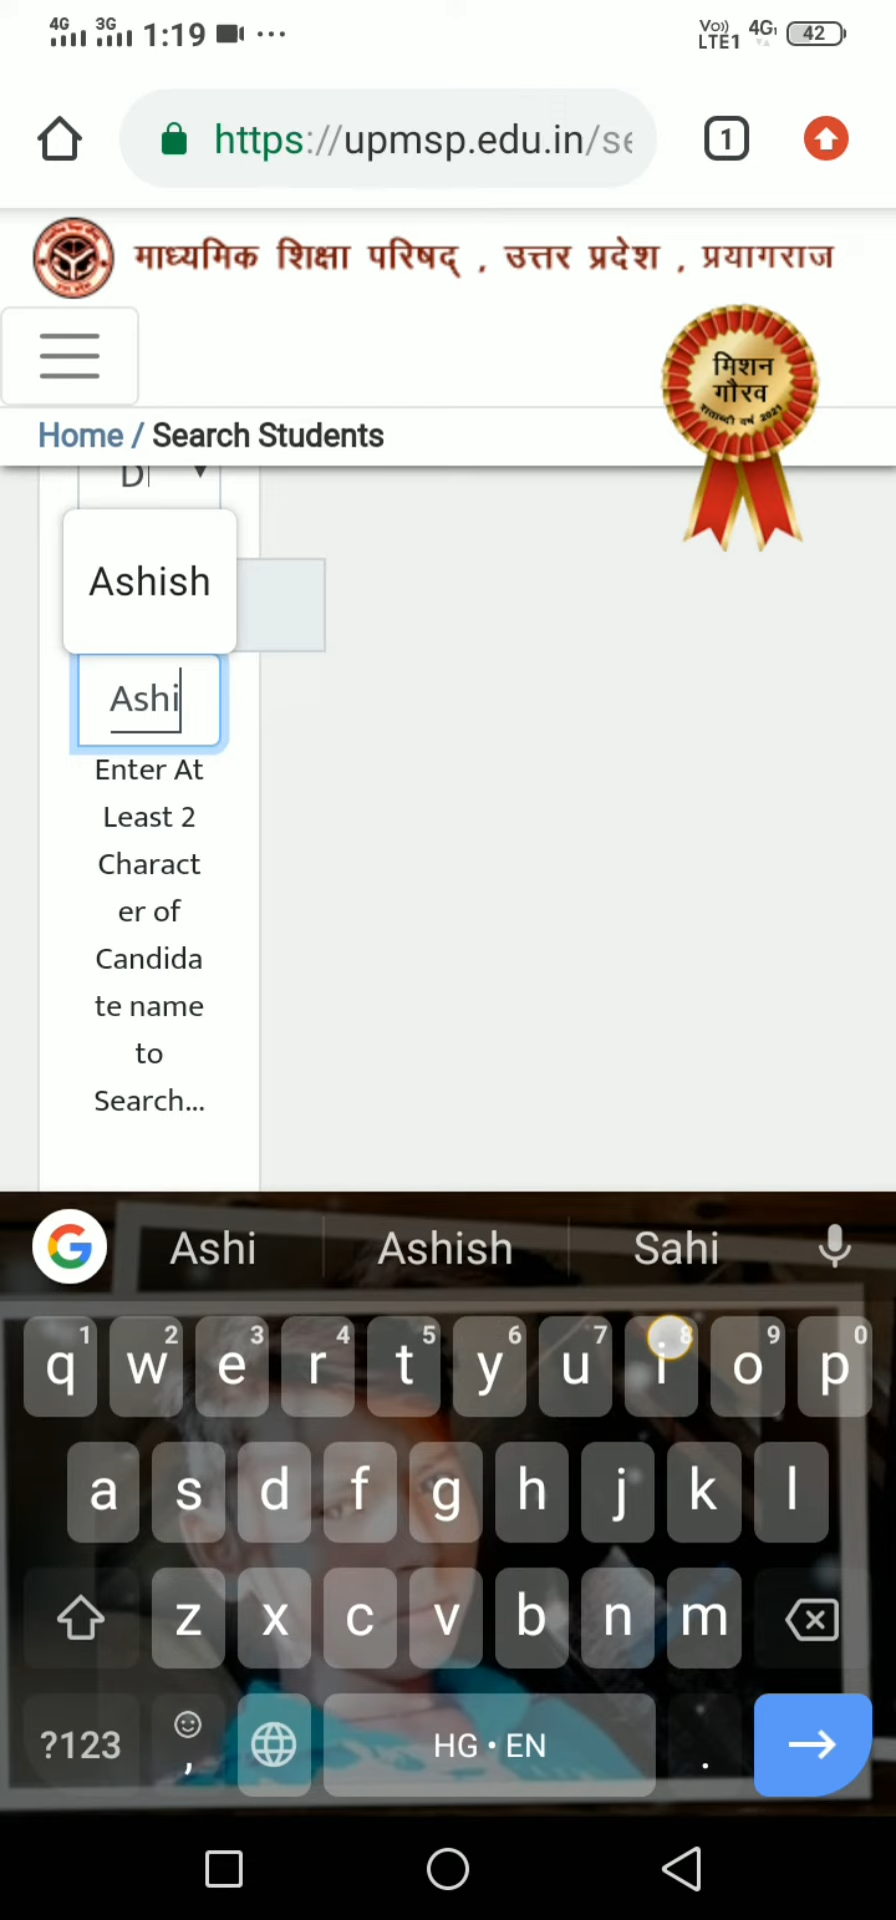 4G 3G 1:19 ··· Vo)) LTE1 4G 42
https://upmsp.edu.in/se
1
माध्यमिक शिक्षा परिषद् , उत्तर प्रदेश , प्रयागराज
मिशन
गौरव
शताब्दी वर्ष 2021
Home / Search Students
Ashish
Ashi
Enter At
Least 2
Charact
er of
Candida
te name
to
Search...
G Ashi Ashish Sahi
1 2 3 4 5 6 7 8 9 0
q w e r t y u i o p
a s d f g h j k l
z x c v b n m
?123 , HG • EN .